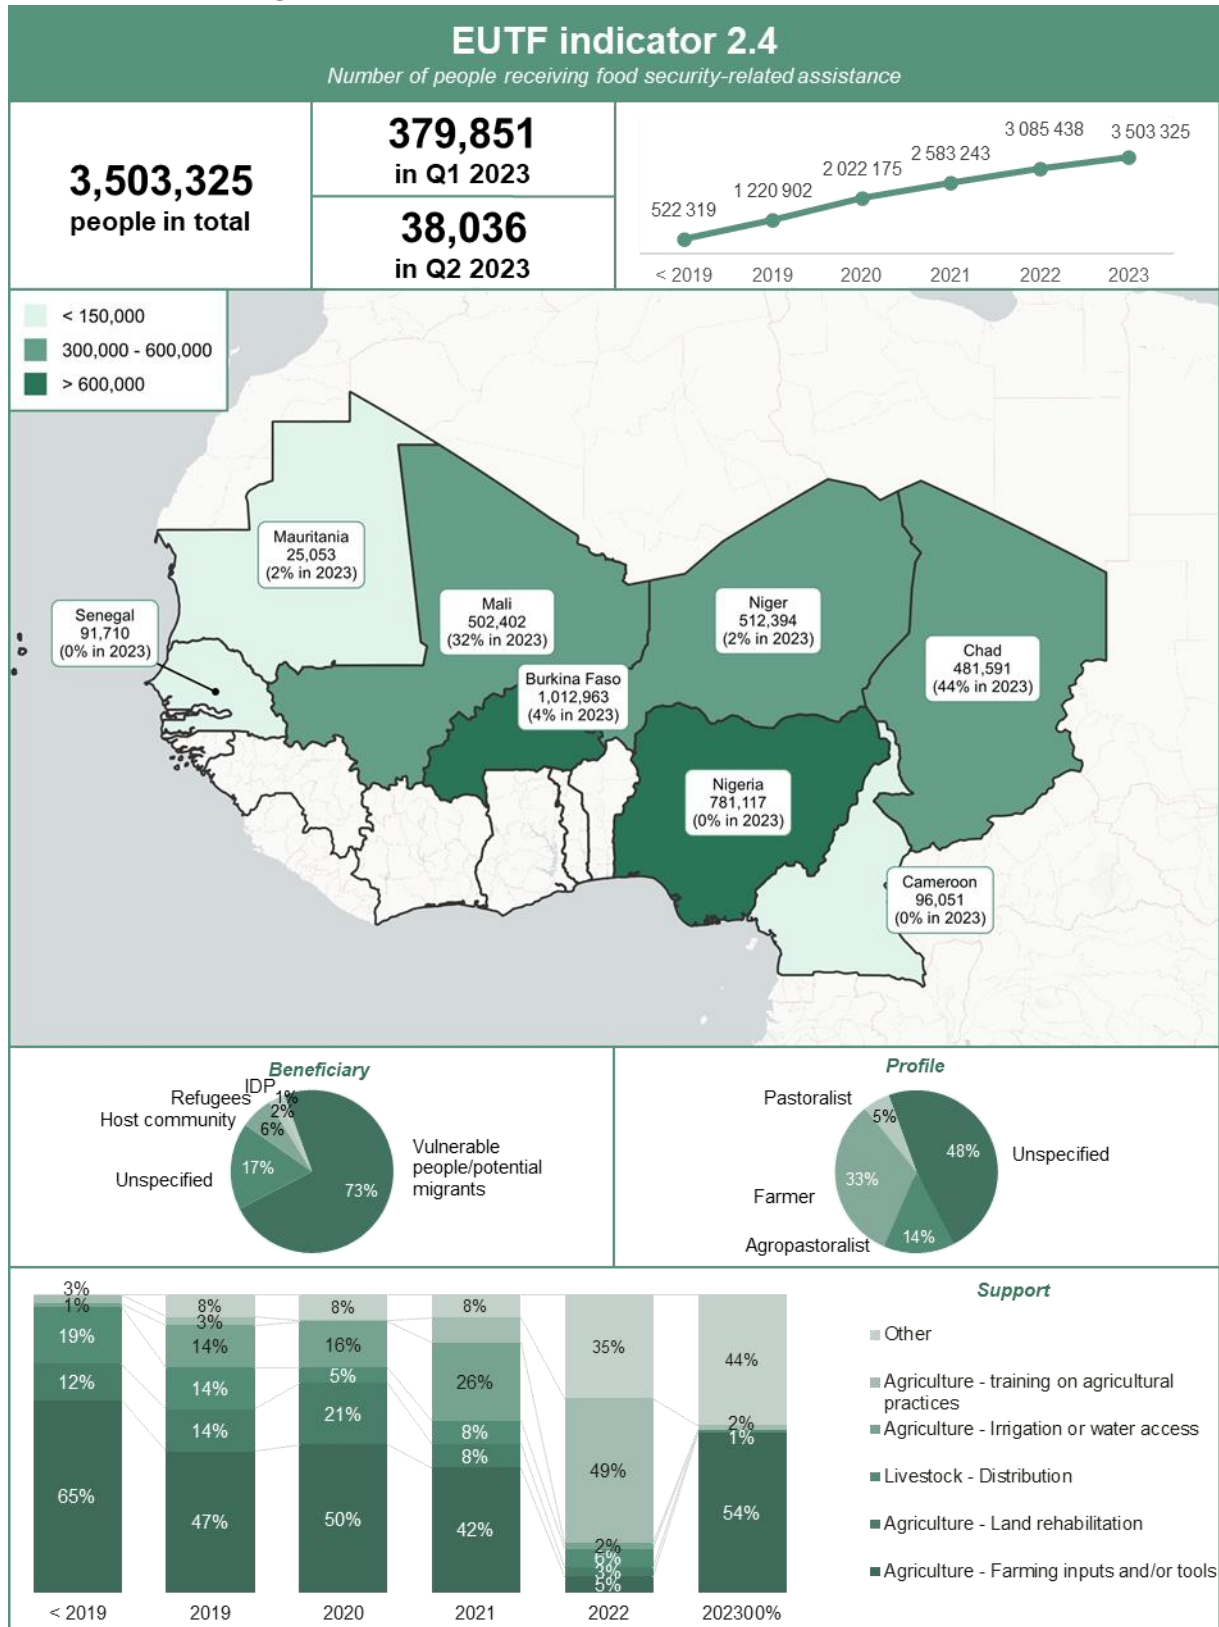 EUTF indicator 2.4
Number of people receiving food security-related assistance
3,503,325
people in total
379,851
in Q1 2023
38,036
in Q2 2023
522 319
1 220 902
2 022 175
2 583 243
3 085 438
3 503 325
< 2019
2019
2020
2021
2022
2023
< 150,000
300,000 - 600,000
> 600,000
Mauritania
25,053
(2% in 2023)
Senegal
91,710
(0% in 2023)
Mali
502,402
(32% in 2023)
Niger
512,394
(2% in 2023)
Chad
481,591
(44% in 2023)
Burkina Faso
1,012,963
(4% in 2023)
Nigeria
781,117
(0% in 2023)
Cameroon
96,051
(0% in 2023)
Beneficiary
IDP
1%
Refugees
2%
Host community
6%
Unspecified
17%
Vulnerable
people/potential
migrants
73%
Profile
Pastoralist
5%
Unspecified
48%
Farmer
33%
Agropastoralist
14%
3%
1%
19%
12%
65%
< 2019
8%
3%
14%
14%
14%
47%
2019
8%
16%
5%
21%
50%
2020
8%
26%
8%
8%
42%
2021
35%
49%
2%
6%
3%
5%
2022
44%
2%
1%
54%
202300%
Support
Other
Agriculture - training on agricultural
practices
Agriculture - Irrigation or water access
Livestock - Distribution
Agriculture - Land rehabilitation
Agriculture - Farming inputs and/or tools